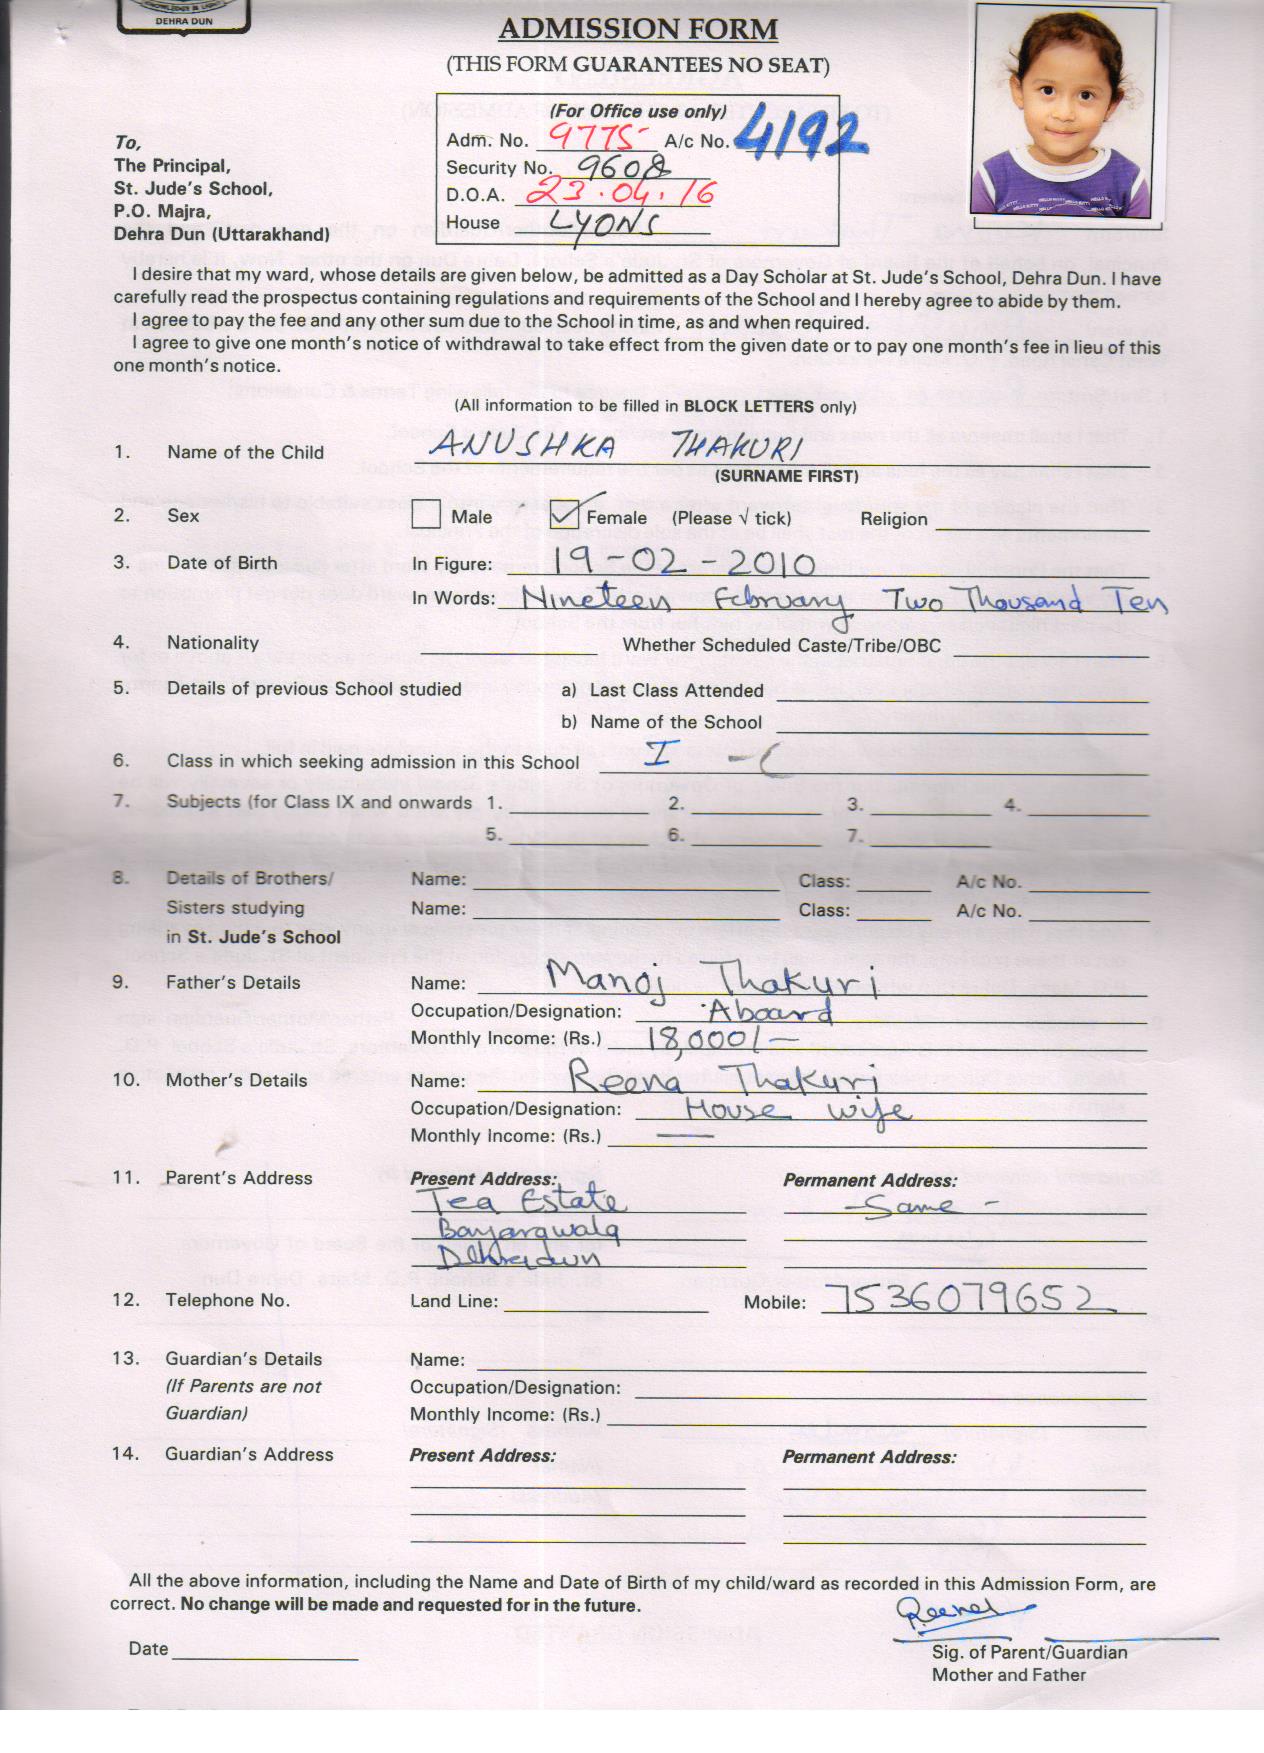 DEHRA DUN
ADMISSION FORM
(THIS FORM GUARANTEES NO SEAT)
(For Office use only)
Adm. No. 9775 A/c No. 4192
Security No. 9608
D.O.A. 23.04.16
House LYONS
To,
The Principal,
St. Jude's School,
P.O. Majra,
Dehra Dun (Uttarakhand)
I desire that my ward, whose details are given below, be admitted as a Day Scholar at St. Jude's School, Dehra Dun. I have
carefully read the prospectus containing regulations and requirements of the School and I hereby agree to abide by them.
I agree to pay the fee and any other sum due to the School in time, as and when required.
I agree to give one month's notice of withdrawal to take effect from the given date or to pay one month's fee in lieu of this
one month's notice.
(All information to be filled in BLOCK LETTERS only)
1. Name of the Child ANUSHKA THAKURI
(SURNAME FIRST)
2. Sex Male Female (Please √ tick) Religion
3. Date of Birth In Figure: 19-02-2010
In Words: Nineteen February Two Thousand Ten
4. Nationality Whether Scheduled Caste/Tribe/OBC
5. Details of previous School studied a) Last Class Attended
b) Name of the School
6. Class in which seeking admission in this School I - C
7. Subjects (for Class IX and onwards 1. 2. 3. 4.
5. 6. 7.
8. Details of Brothers/ Name: Class: A/c No.
Sisters studying Name: Class: A/c No.
in St. Jude's School
9. Father's Details Name: Manoj Thakuri
Occupation/Designation: Aboard
Monthly Income: (Rs.) 18,000/-
10. Mother's Details Name: Reena Thakuri
Occupation/Designation: House wife
Monthly Income: (Rs.) —
11. Parent's Address Present Address: Permanent Address:
Tea Estate - Same -
Banjarawala
Dehradun
12. Telephone No. Land Line: Mobile: 7536079652
13. Guardian's Details Name:
(If Parents are not Occupation/Designation:
Guardian) Monthly Income: (Rs.)
14. Guardian's Address Present Address: Permanent Address:
All the above information, including the Name and Date of Birth of my child/ward as recorded in this Admission Form, are
correct. No change will be made and requested for in the future.
Reena
Date Sig. of Parent/Guardian
Mother and Father